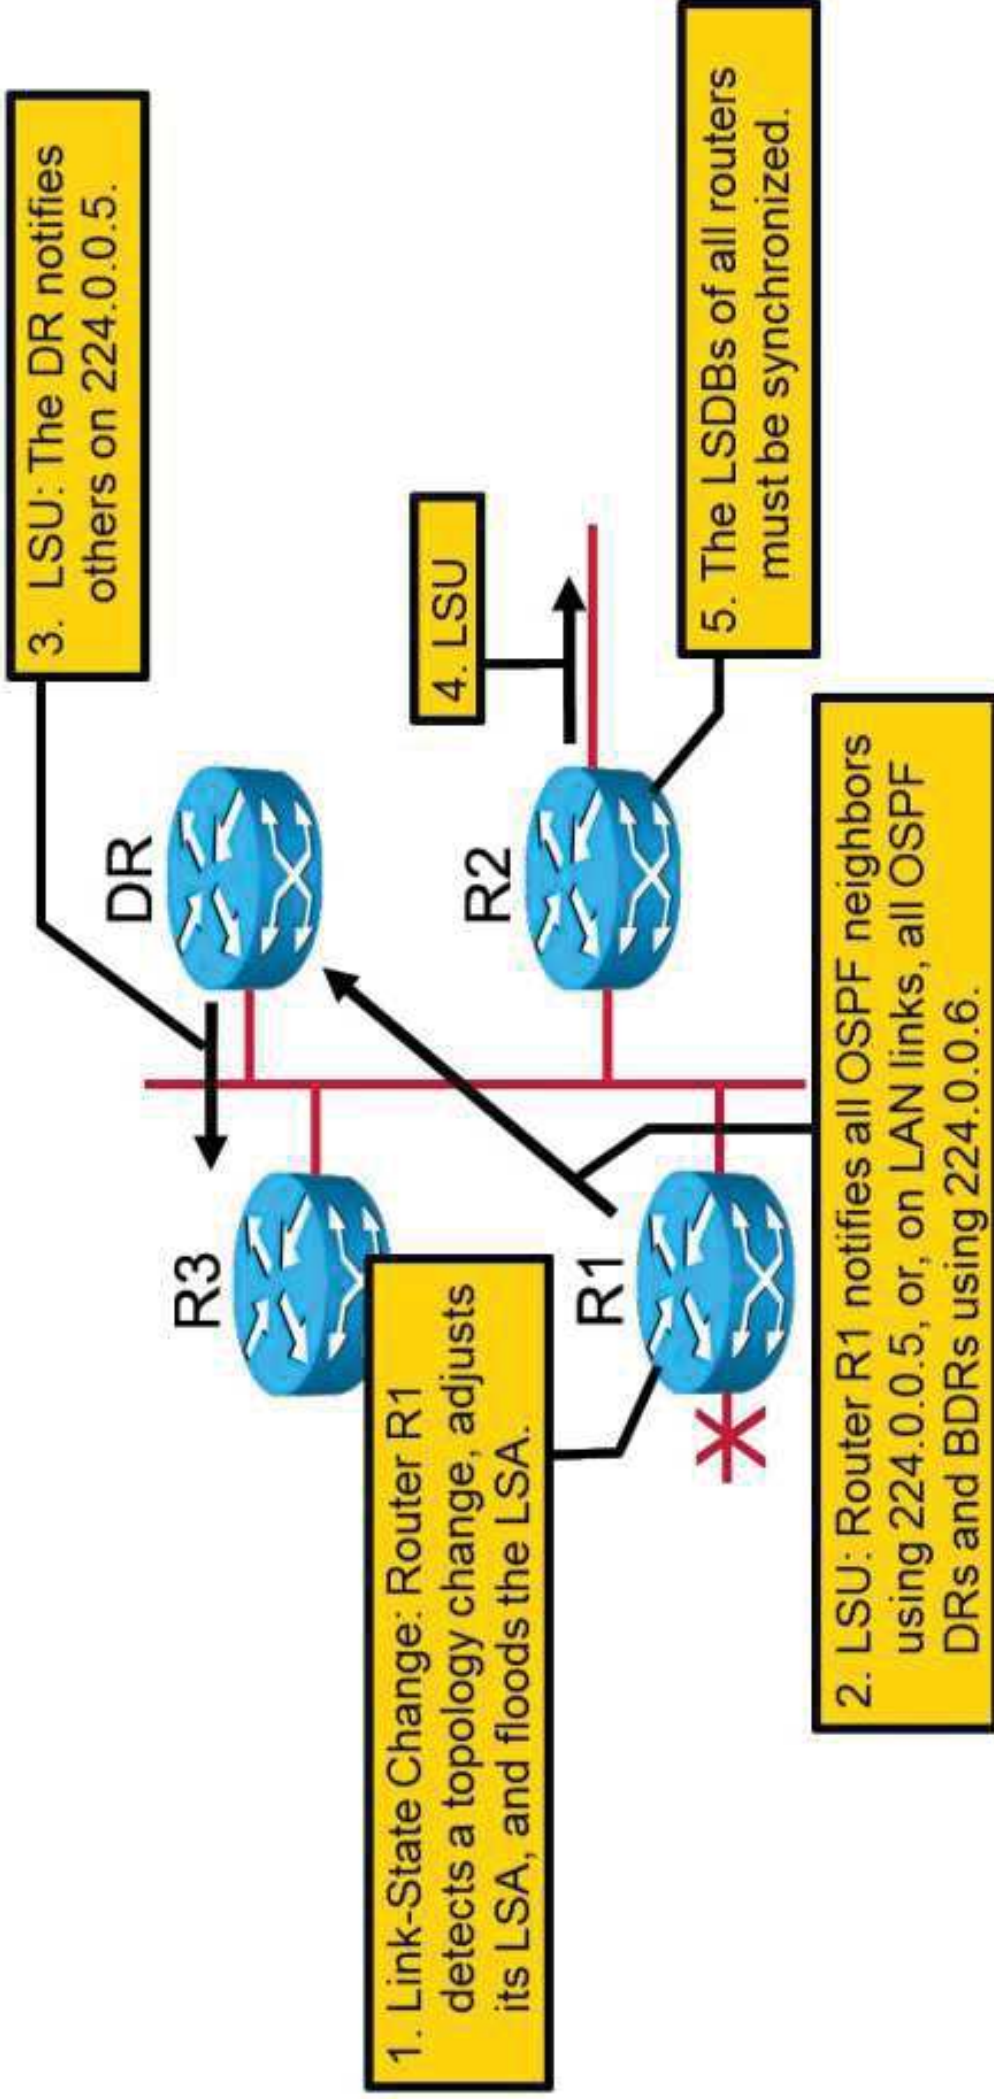 3. LSU: The DR notifies
others on 224.0.0.5.
DR
R3
4. LSU
R2
1. Link-State Change: Router R1
detects a topology change, adjusts
its LSA, and floods the LSA.
R1
5. The LSDBs of all routers
must be synchronized.
2. LSU: Router R1 notifies all OSPF neighbors
using 224.0.0.5, or, on LAN links, all OSPF
DRs and BDRs using 224.0.0.6.